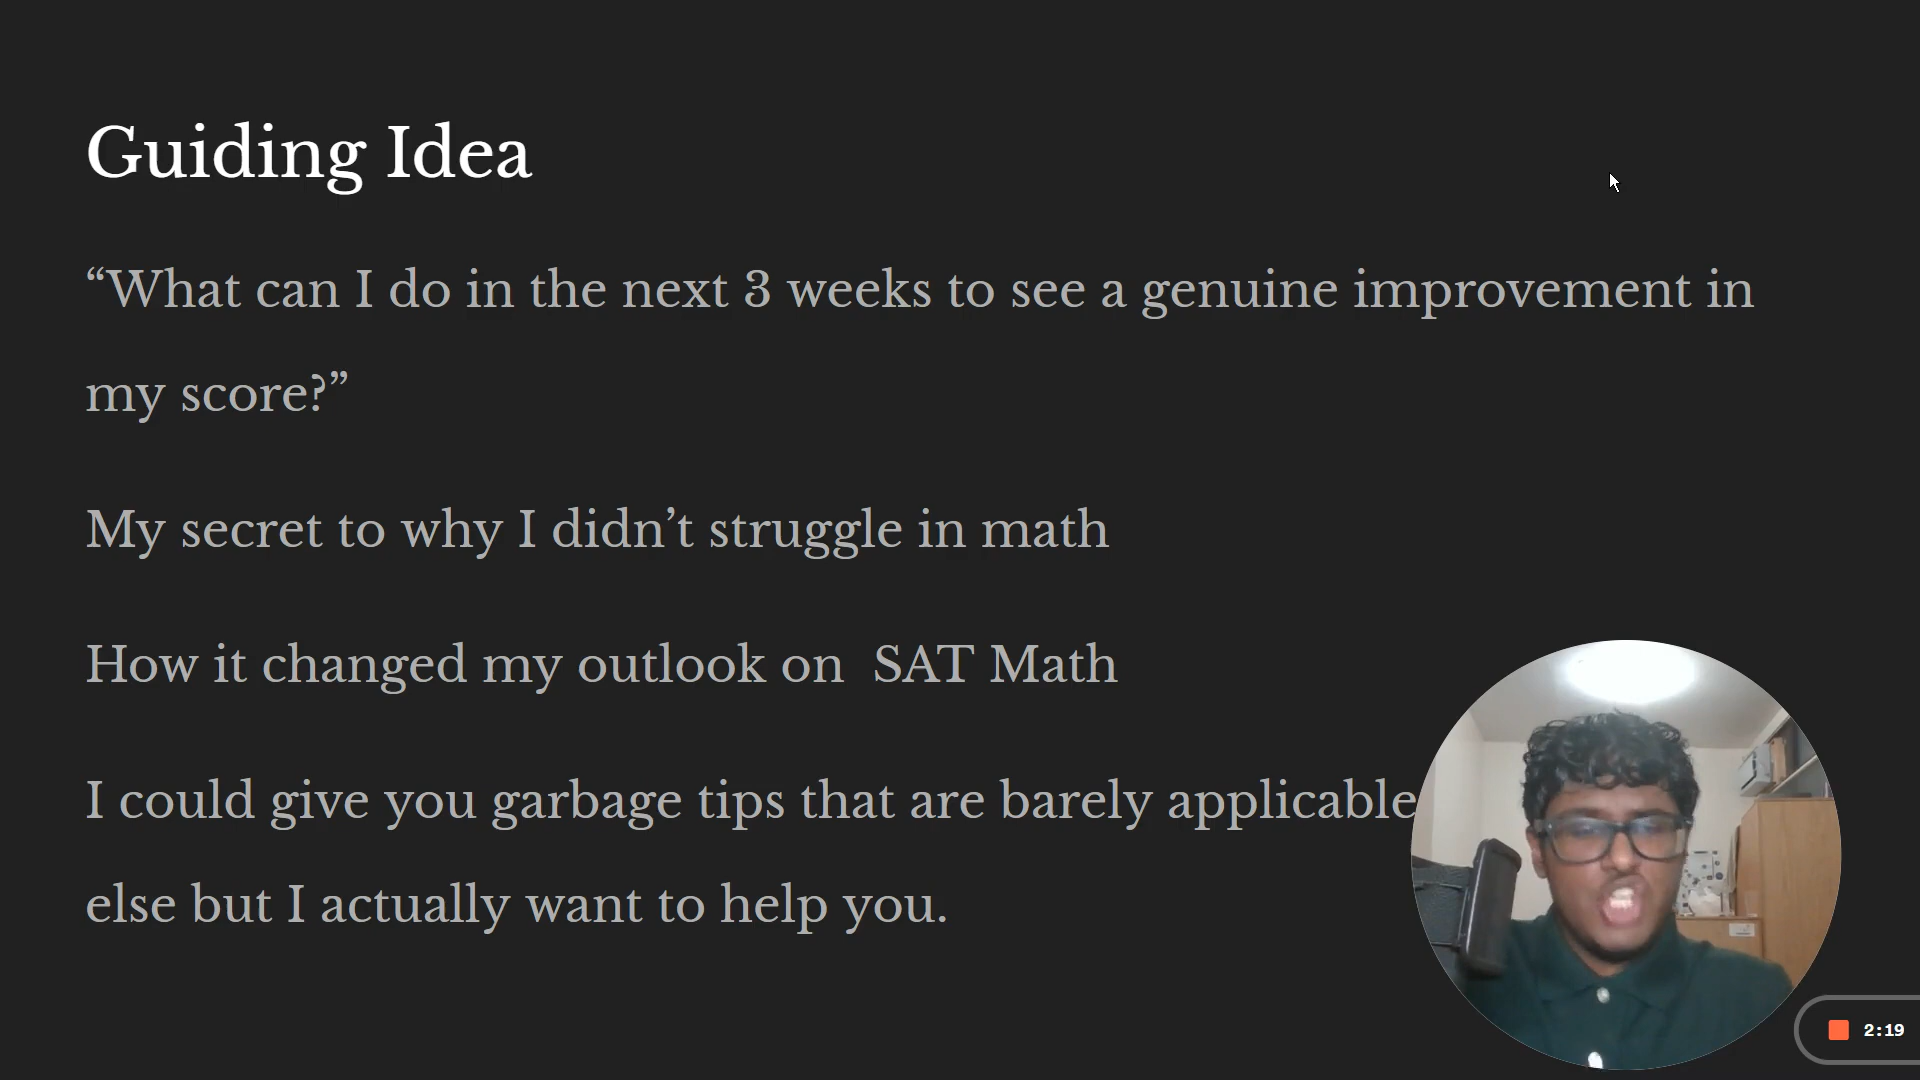 Guiding Idea
“What can I do in the next 3 weeks to see a genuine improvement in
my score?”
My secret to why I didn’t struggle in math
How it changed my outlook on  SAT Math
I could give you garbage tips that are barely applicable
else but I actually want to help you.
2:19